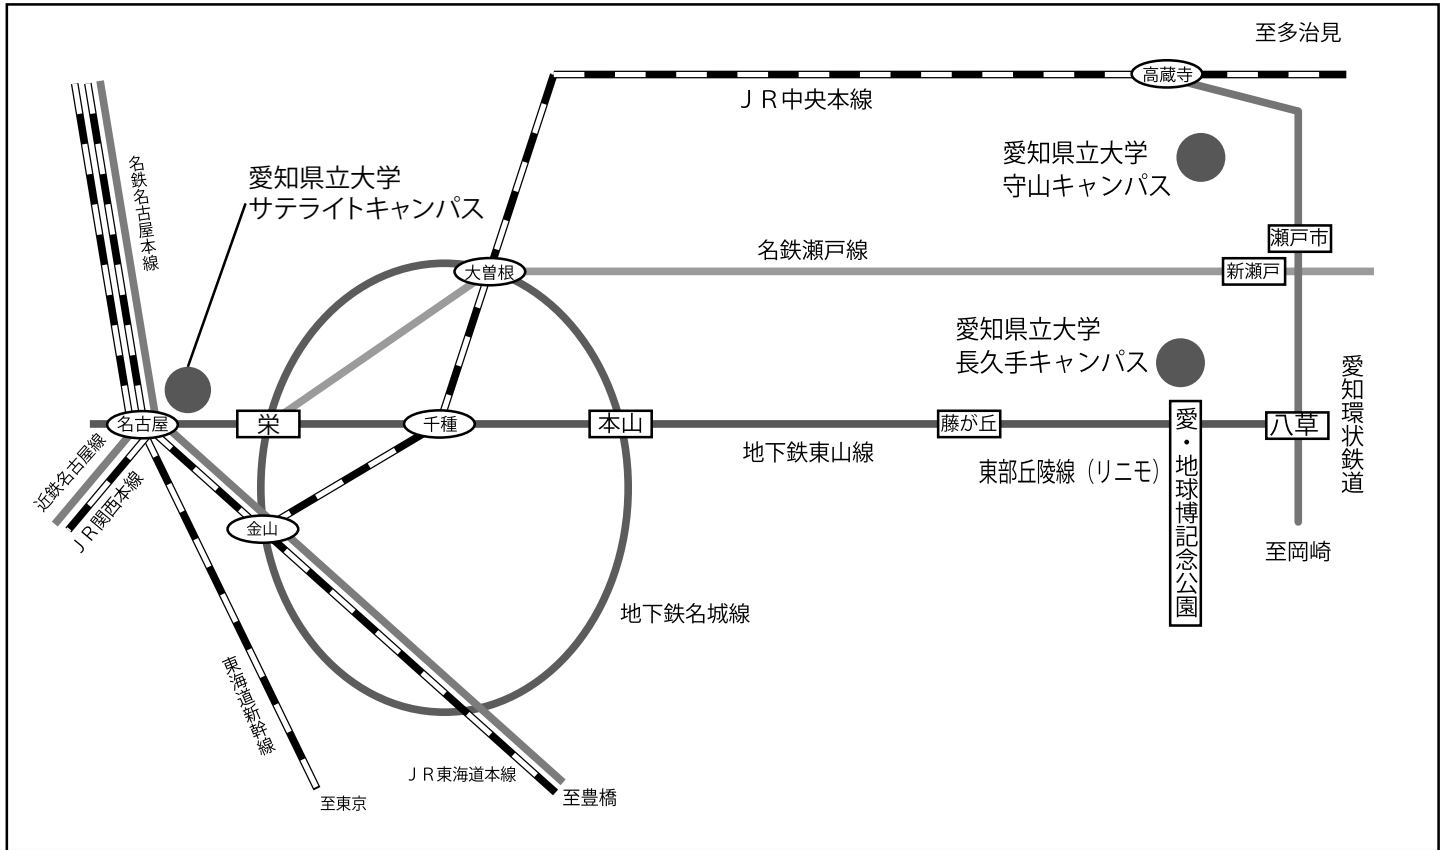 至多治見
高蔵寺
ＪＲ中央本線
愛知県立大学
守山キャンパス
名鉄名古屋本線
愛知県立大学
サテライトキャンパス
瀬戸市
名鉄瀬戸線
大曽根
新瀬戸
愛知県立大学
長久手キャンパス
愛知環状鉄道
名古屋
栄
千種
本山
藤が丘
愛・地球博記念公園
八草
地下鉄東山線
東部丘陵線（リニモ）
近鉄名古屋線
ＪＲ関西本線
金山
至岡崎
地下鉄名城線
東海道新幹線
ＪＲ東海道本線
至東京
至豊橋